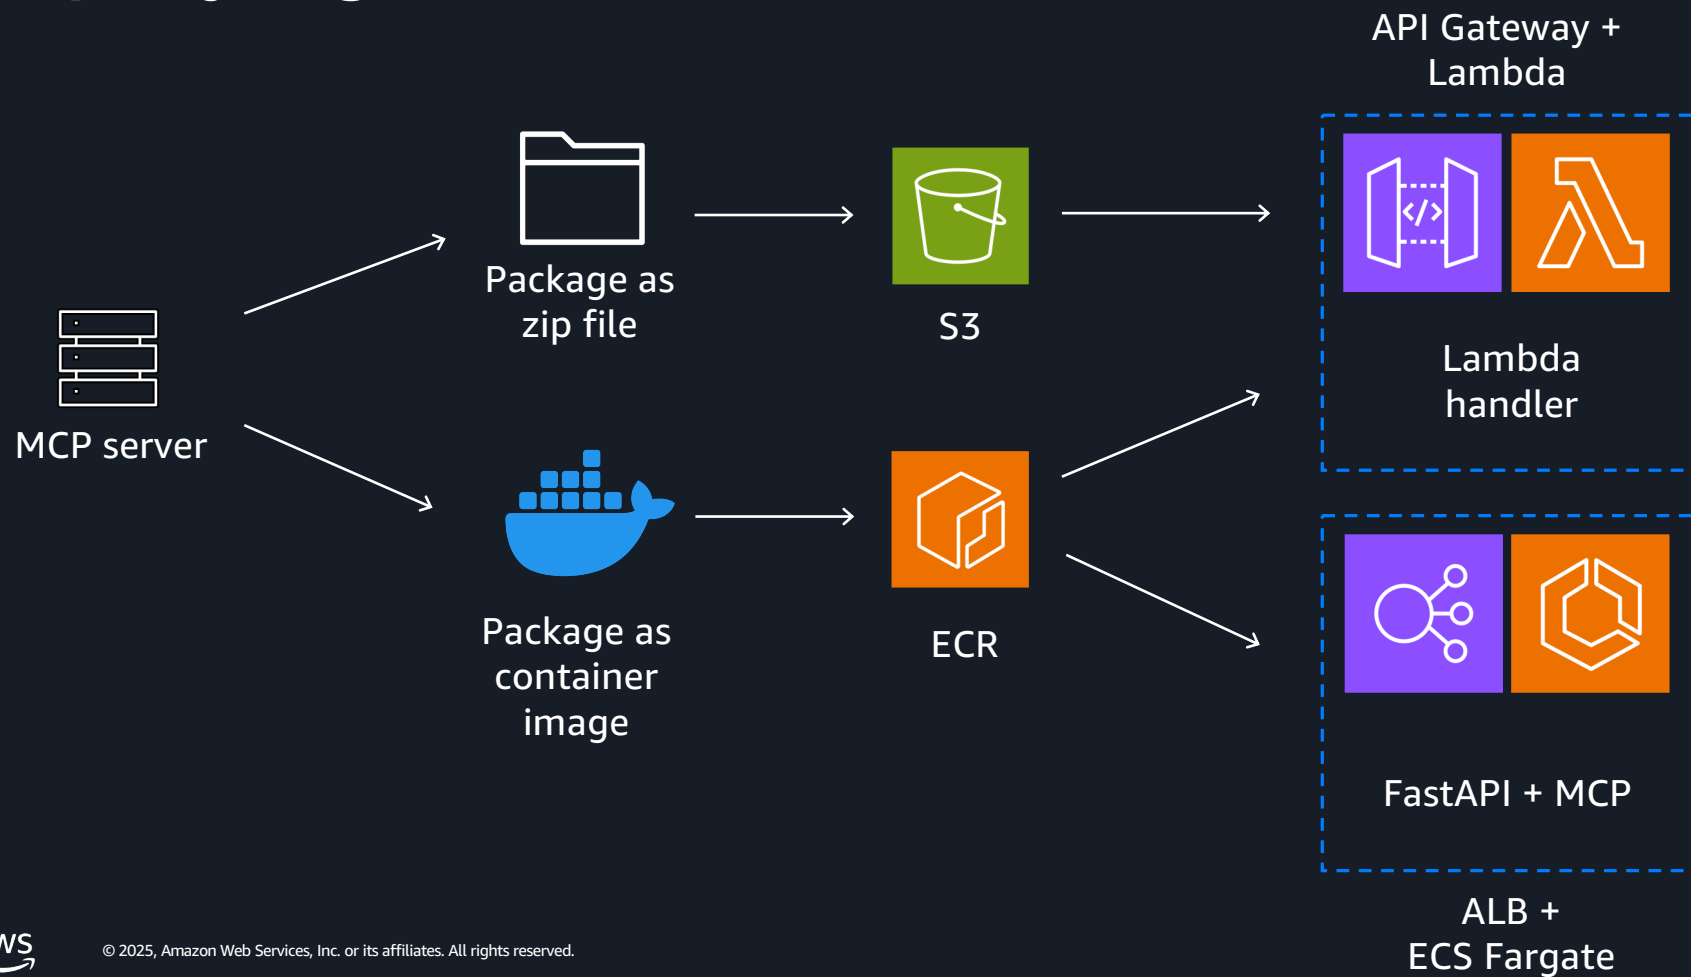 API Gateway +
Lambda
Package as
zip file
S3
</>
Lambda
handler
MCP server
Package as
container
image
ECR
FastAPI + MCP
ALB +
ECS Fargate
© 2025, Amazon Web Services, Inc. or its affiliates. All rights reserved.